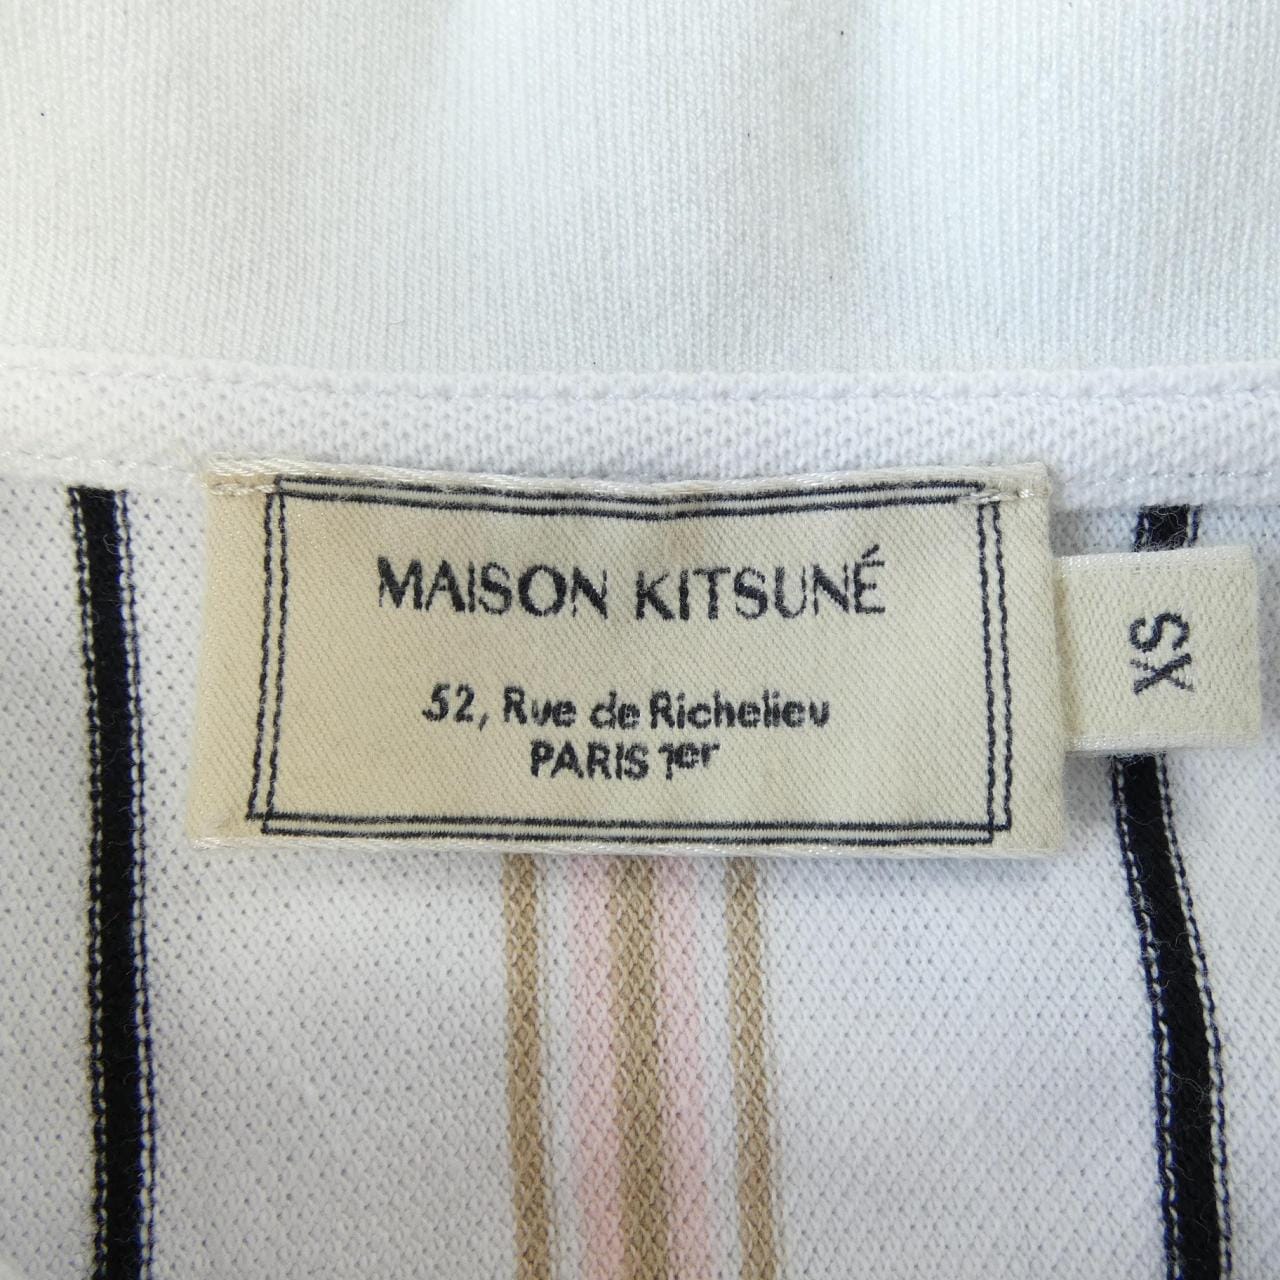 MAISON KITSUNÉ
52, Rue de Richelieu
PARIS 1er
XS